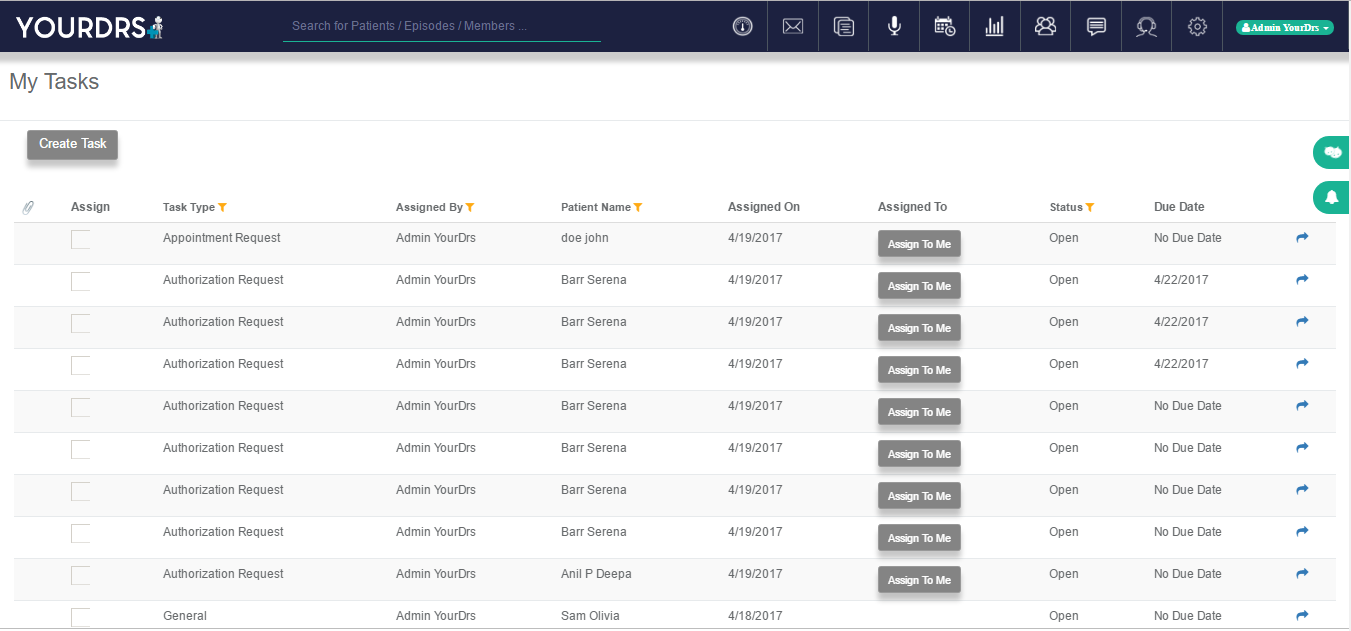 YOURDRS Search for Patients / Episodes / Members ... Admin YourDrs
My Tasks
Create Task
Assign Task Type Assigned By Patient Name Assigned On Assigned To Status Due Date
Appointment Request Admin YourDrs doe john 4/19/2017 Assign To Me Open No Due Date
Authorization Request Admin YourDrs Barr Serena 4/19/2017 Assign To Me Open 4/22/2017
Authorization Request Admin YourDrs Barr Serena 4/19/2017 Assign To Me Open 4/22/2017
Authorization Request Admin YourDrs Barr Serena 4/19/2017 Assign To Me Open 4/22/2017
Authorization Request Admin YourDrs Barr Serena 4/19/2017 Assign To Me Open No Due Date
Authorization Request Admin YourDrs Barr Serena 4/19/2017 Assign To Me Open No Due Date
Authorization Request Admin YourDrs Barr Serena 4/19/2017 Assign To Me Open No Due Date
Authorization Request Admin YourDrs Barr Serena 4/19/2017 Assign To Me Open No Due Date
Authorization Request Admin YourDrs Anil P Deepa 4/19/2017 Assign To Me Open No Due Date
General Admin YourDrs Sam Olivia 4/18/2017 Open No Due Date